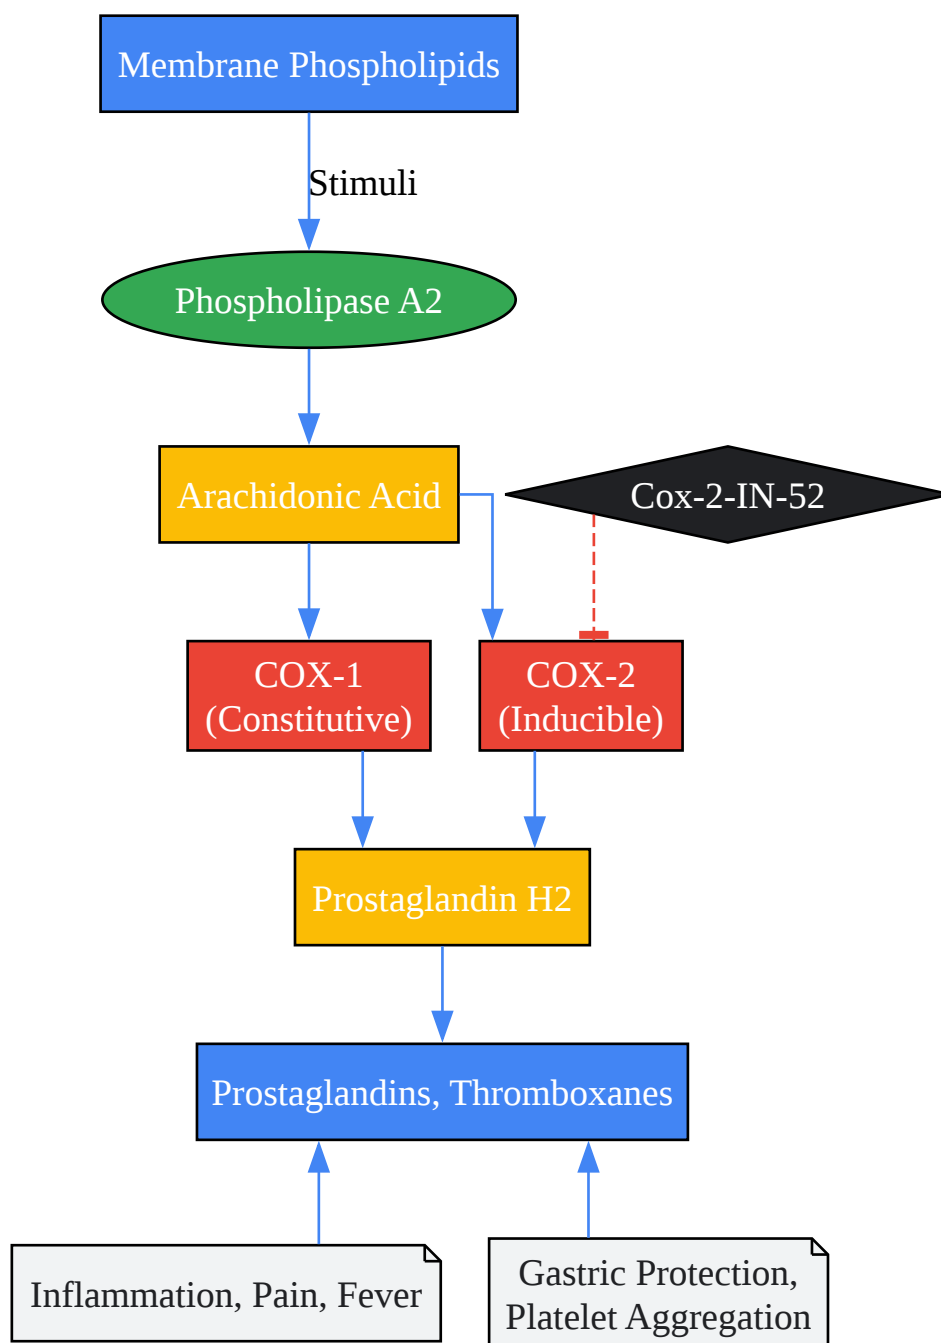 Membrane Phospholipids
Stimuli
Phospholipase A2
Arachidonic Acid
Cox-2-IN-52
COX-1
(Constitutive)
COX-2
(Inducible)
Prostaglandin H2
Prostaglandins, Thromboxanes
Inflammation, Pain, Fever
Gastric Protection,
Platelet Aggregation